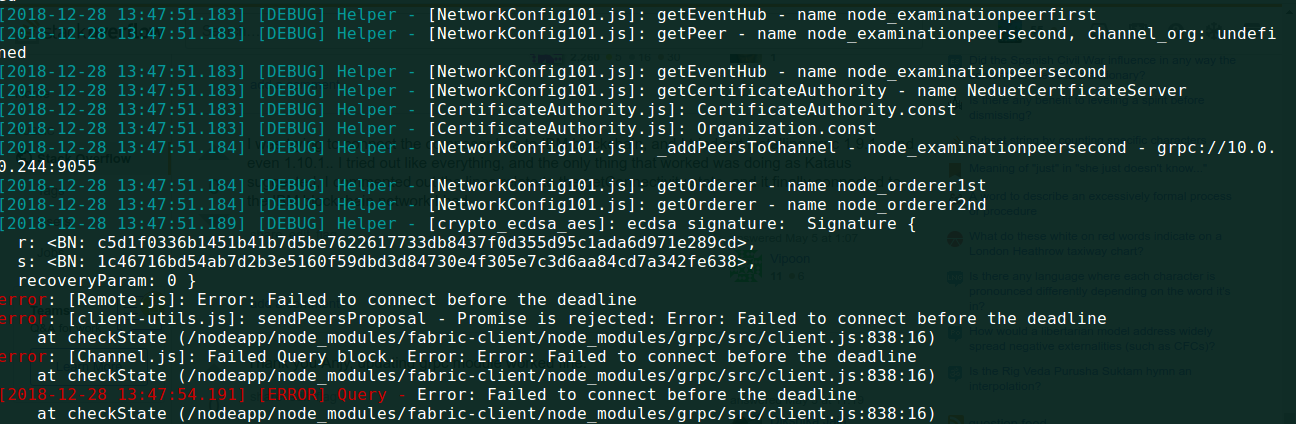 [2018-12-28 13:47:51.183] [DEBUG] Helper - [NetworkConfig101.js]: getEventHub - name node_examinationpeerfirst
[2018-12-28 13:47:51.183] [DEBUG] Helper - [NetworkConfig101.js]: getPeer - name node_examinationpeersecond, channel_org: undefi
ned
[2018-12-28 13:47:51.183] [DEBUG] Helper - [NetworkConfig101.js]: getEventHub - name node_examinationpeersecond
[2018-12-28 13:47:51.183] [DEBUG] Helper - [NetworkConfig101.js]: getCertificateAuthority - name NeduetCertficateServer
[2018-12-28 13:47:51.183] [DEBUG] Helper - [CertificateAuthority.js]: CertificateAuthority.const
[2018-12-28 13:47:51.183] [DEBUG] Helper - [CertificateAuthority.js]: Organization.const
[2018-12-28 13:47:51.184] [DEBUG] Helper - [NetworkConfig101.js]: _addPeersToChannel - node_examinationpeersecond - grpc://10.0.
0.244:9055
[2018-12-28 13:47:51.184] [DEBUG] Helper - [NetworkConfig101.js]: getOrderer - name node_orderer1st
[2018-12-28 13:47:51.184] [DEBUG] Helper - [NetworkConfig101.js]: getOrderer - name node_orderer2nd
[2018-12-28 13:47:51.189] [DEBUG] Helper - [crypto_ecdsa_aes]: ecdsa signature:  Signature {
  r: <BN: c5d1f0336b1451b41b7d5be7622617733db8437f0d355d95c1ada6d971e289cd>,
  s: <BN: 1c46716bd54ab7d2b3e5160f59dbd3d84730e4f305e7c3d6aa84cd7a342fe638>,
  recoveryParam: 0 }
error: [Remote.js]: Error: Failed to connect before the deadline
error: [client-utils.js]: sendPeersProposal - Promise is rejected: Error: Failed to connect before the deadline
    at checkState (/nodeapp/node_modules/fabric-client/node_modules/grpc/src/client.js:838:16)
error: [Channel.js]: Failed Query block. Error: Error: Failed to connect before the deadline
    at checkState (/nodeapp/node_modules/fabric-client/node_modules/grpc/src/client.js:838:16)
[2018-12-28 13:47:54.191] [ERROR] Query - Error: Failed to connect before the deadline
    at checkState (/nodeapp/node_modules/fabric-client/node_modules/grpc/src/client.js:838:16)